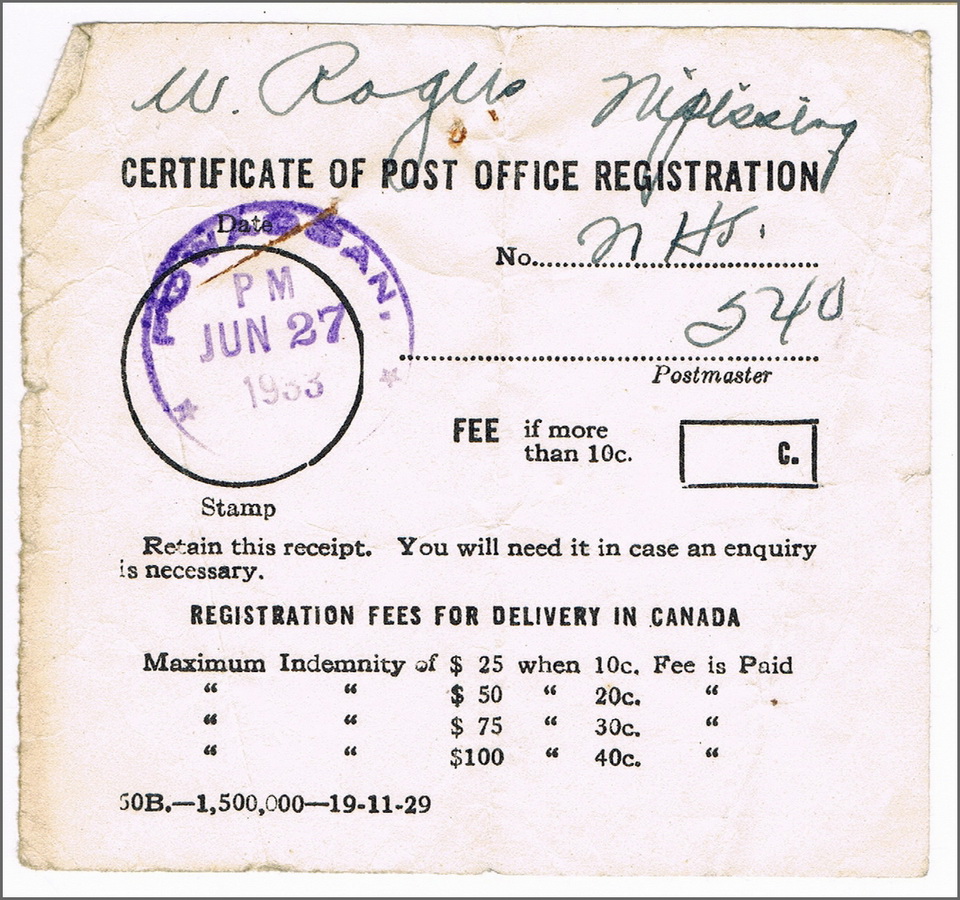 W. Rogers Nipissing
CERTIFICATE OF POST OFFICE REGISTRATION
Date
POWASSAN,
PM
JUN 27
1933
No.
540
Postmaster
FEE if more than 10c.
C.
Stamp
Retain this receipt. You will need it in case an enquiry
is necessary.
REGISTRATION FEES FOR DELIVERY IN CANADA
Maximum Indemnity of $ 25 when 10c. Fee is Paid
“ “ $ 50 “ 20c. “
“ “ $ 75 “ 30c. “
“ “ $100 “ 40c. “
50B.—1,500,000—19-11-29